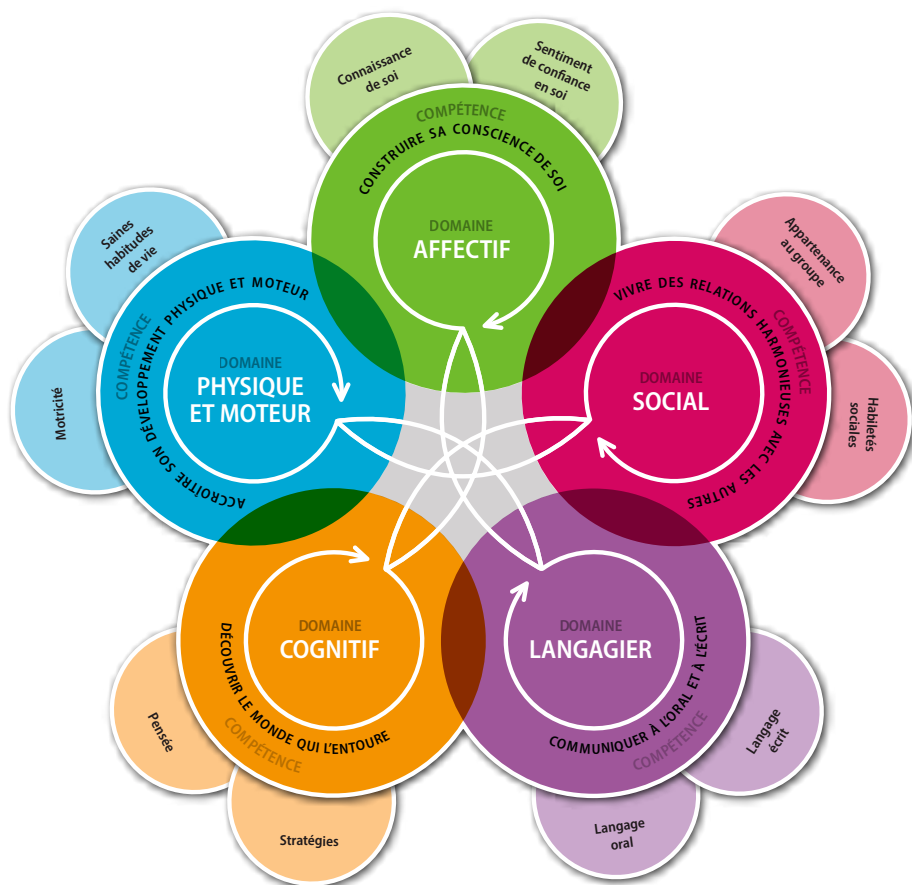 Connaissance
de soi
Sentiment
de confiance
en soi
COMPÉTENCE
CONSTRUIRE SA CONSCIENCE DE SOI
DOMAINE
AFFECTIF
Appartenance
au groupe
Habiletés
sociales
COMPÉTENCE
VIVRE DES RELATIONS HARMONIEUSES AVEC LES AUTRES
DOMAINE
SOCIAL
Langage
écrit
Langage
oral
COMPÉTENCE
COMMUNIQUER À L'ORAL ET À L'ÉCRIT
DOMAINE
LANGAGIER
Stratégies
Pensée
COMPÉTENCE
DÉCOUVRIR LE MONDE QUI L'ENTOURE
DOMAINE
COGNITIF
Motricité
Saines
habitudes
de vie
COMPÉTENCE
ACCROÎTRE SON DÉVELOPPEMENT PHYSIQUE ET MOTEUR
DOMAINE
PHYSIQUE
ET MOTEUR